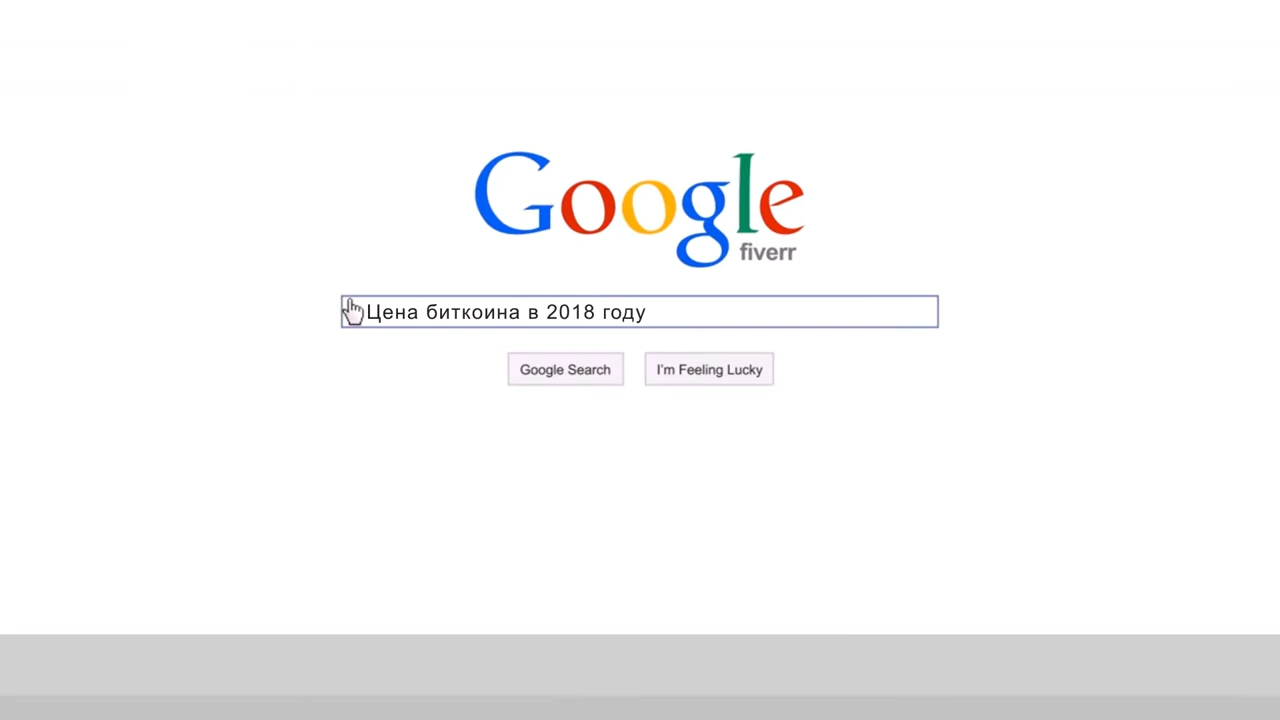 Google
fiverr
Цена биткоина в 2018 году
Google Search
I'm Feeling Lucky